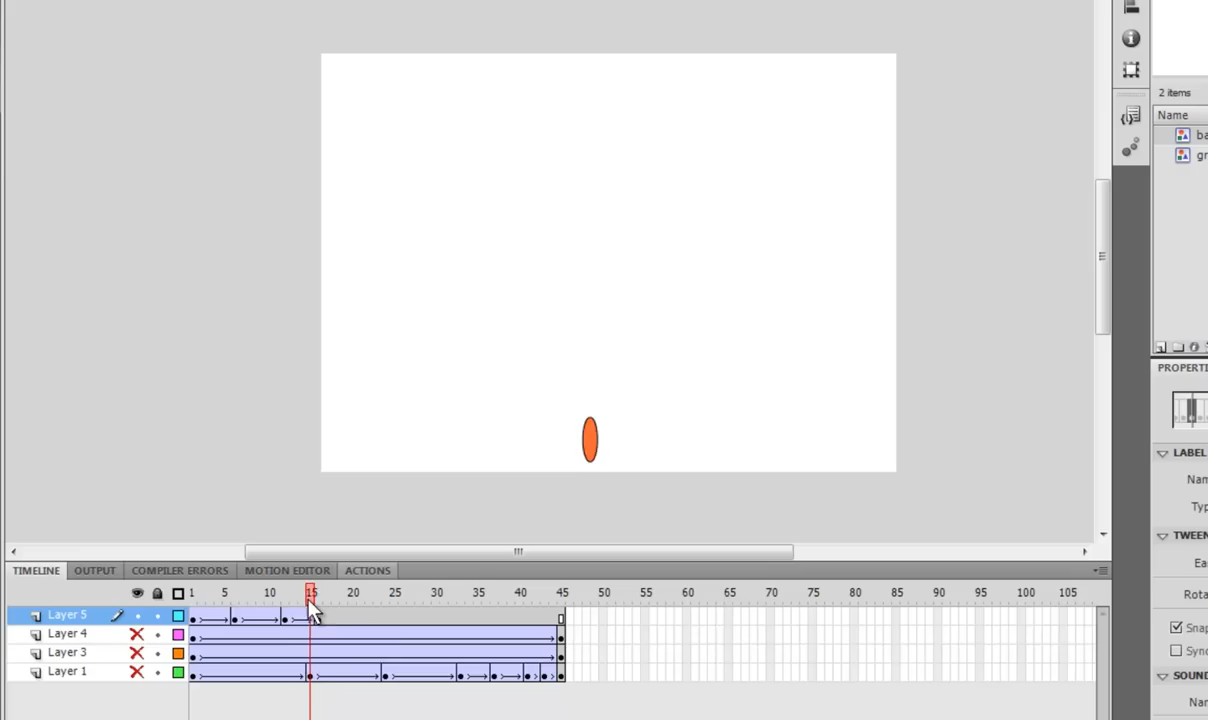 2 items
Name
ba
gr
PROPERTI
LABEL
Nam
Typ
TWEEN
Ea
Rota
Snap
Sync
SOUND
Nan
TIMELINE OUTPUT COMPILER ERRORS MOTION EDITOR ACTIONS
1 5 10 15 20 25 30 35 40 45 50 55 60 65 70 75 80 85 90 95 100 105
Layer 5
Layer 4
Layer 3
Layer 1